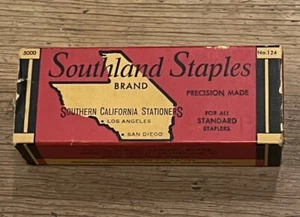 5000
No. 124
Southland Staples
BRAND
PRECISION MADE
SOUTHERN CALIFORNIA STATIONERS
• LOS ANGELES
• SAN DIEGO
FOR ALL
STANDARD
STAPLERS